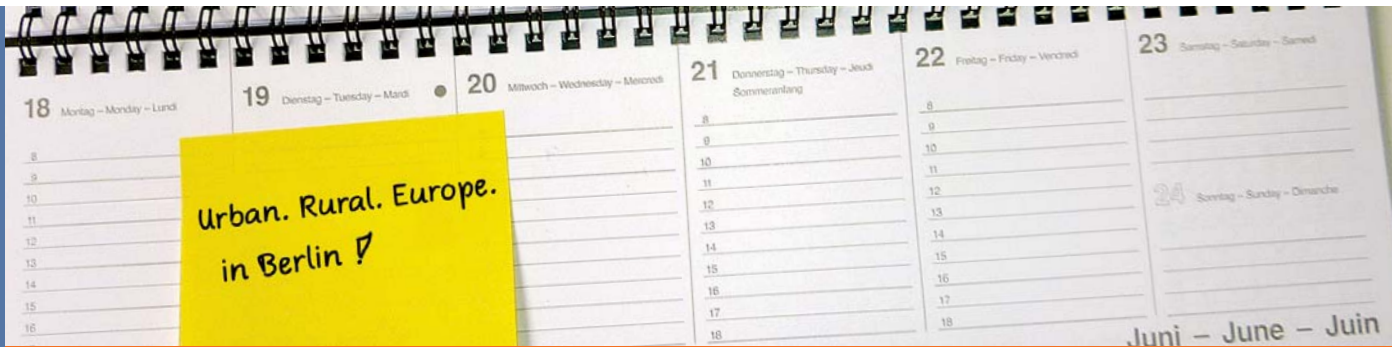 18 Montag – Monday – Lundi
8
9
10
11
12
13
14
15
16
19 Dienstag – Tuesday – Mardi
20 Mittwoch – Wednesday – Mercredi
Urban. Rural. Europe.
in Berlin !
21 Donnerstag – Thursday – Jeudi
Sommeranfang
8
9
10
11
12
13
14
15
16
17
18
22 Freitag – Friday – Vendredi
8
9
10
11
12
13
14
15
16
17
18
23 Samstag – Saturday – Samedi
24 Sonntag – Sunday – Dimanche
Juni – June – Juin